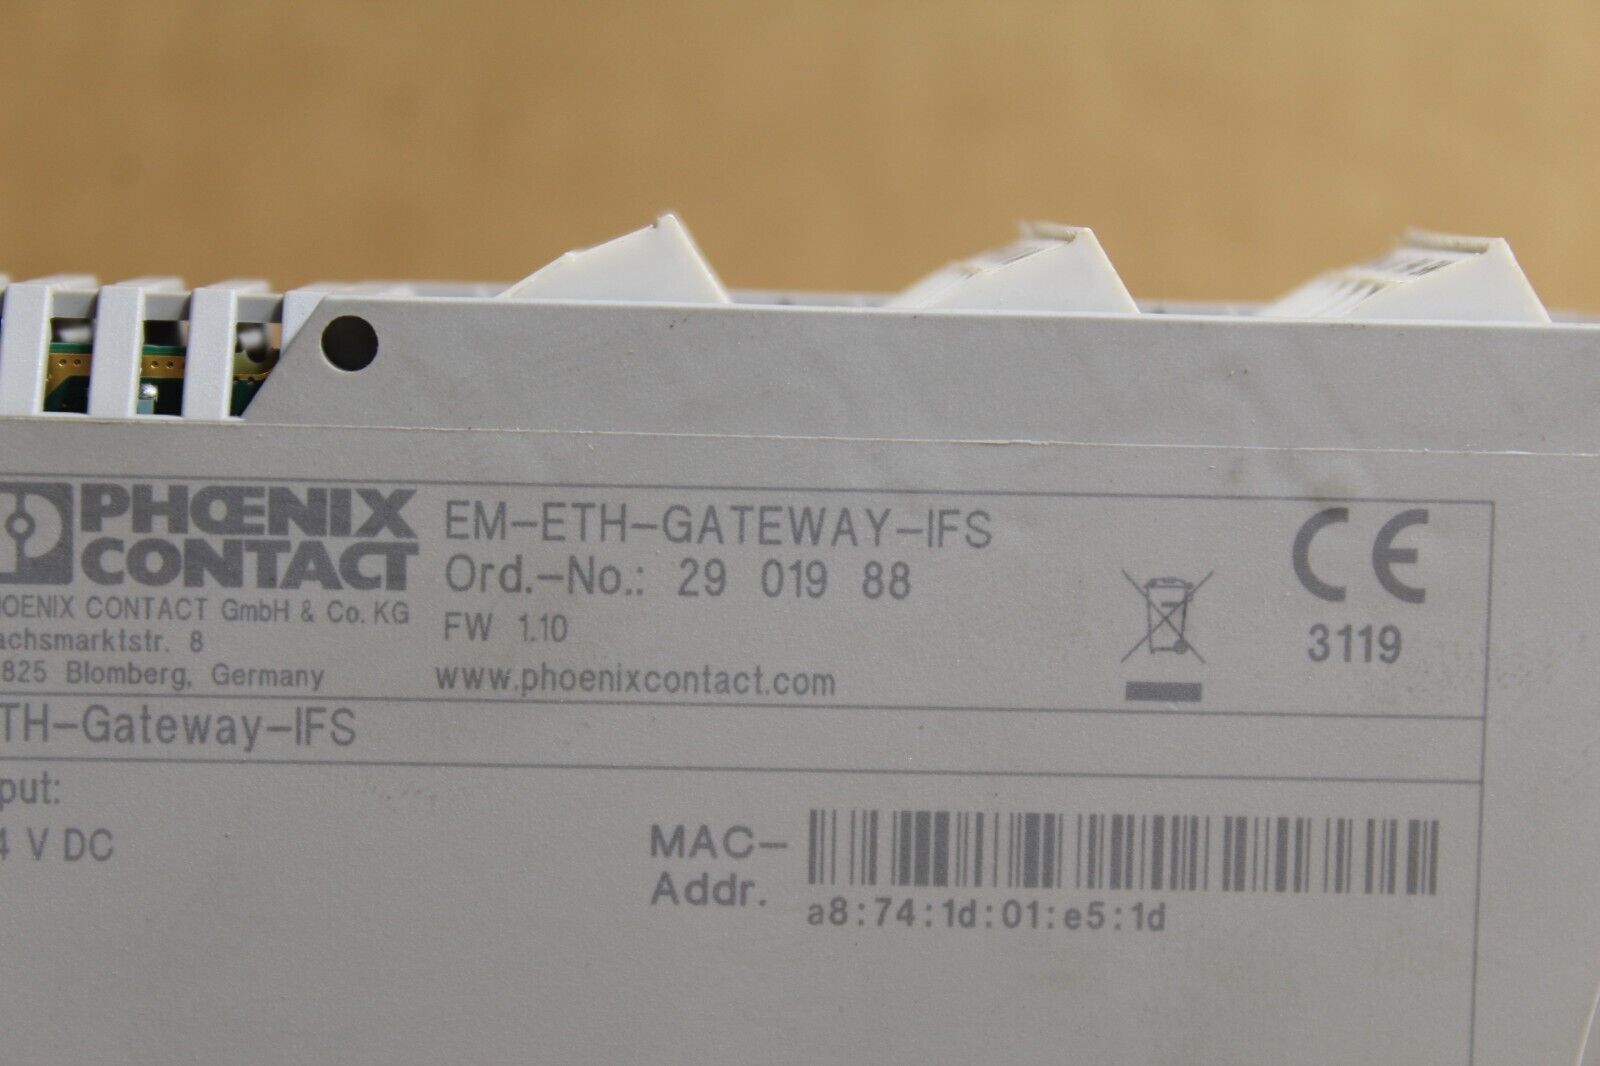 PHŒNIX
CONTACT
HOENIX CONTACT GmbH & Co. KG
achsmarktstr. 8
825 Blomberg, Germany
EM-ETH-GATEWAY-IFS
Ord.-No.: 29 019 88
FW 1.10
www.phoenixcontact.com
CE
3119
TH-Gateway-IFS
put:
4 V DC
MAC-
Addr.
a8:74:1d:01:e5:1d